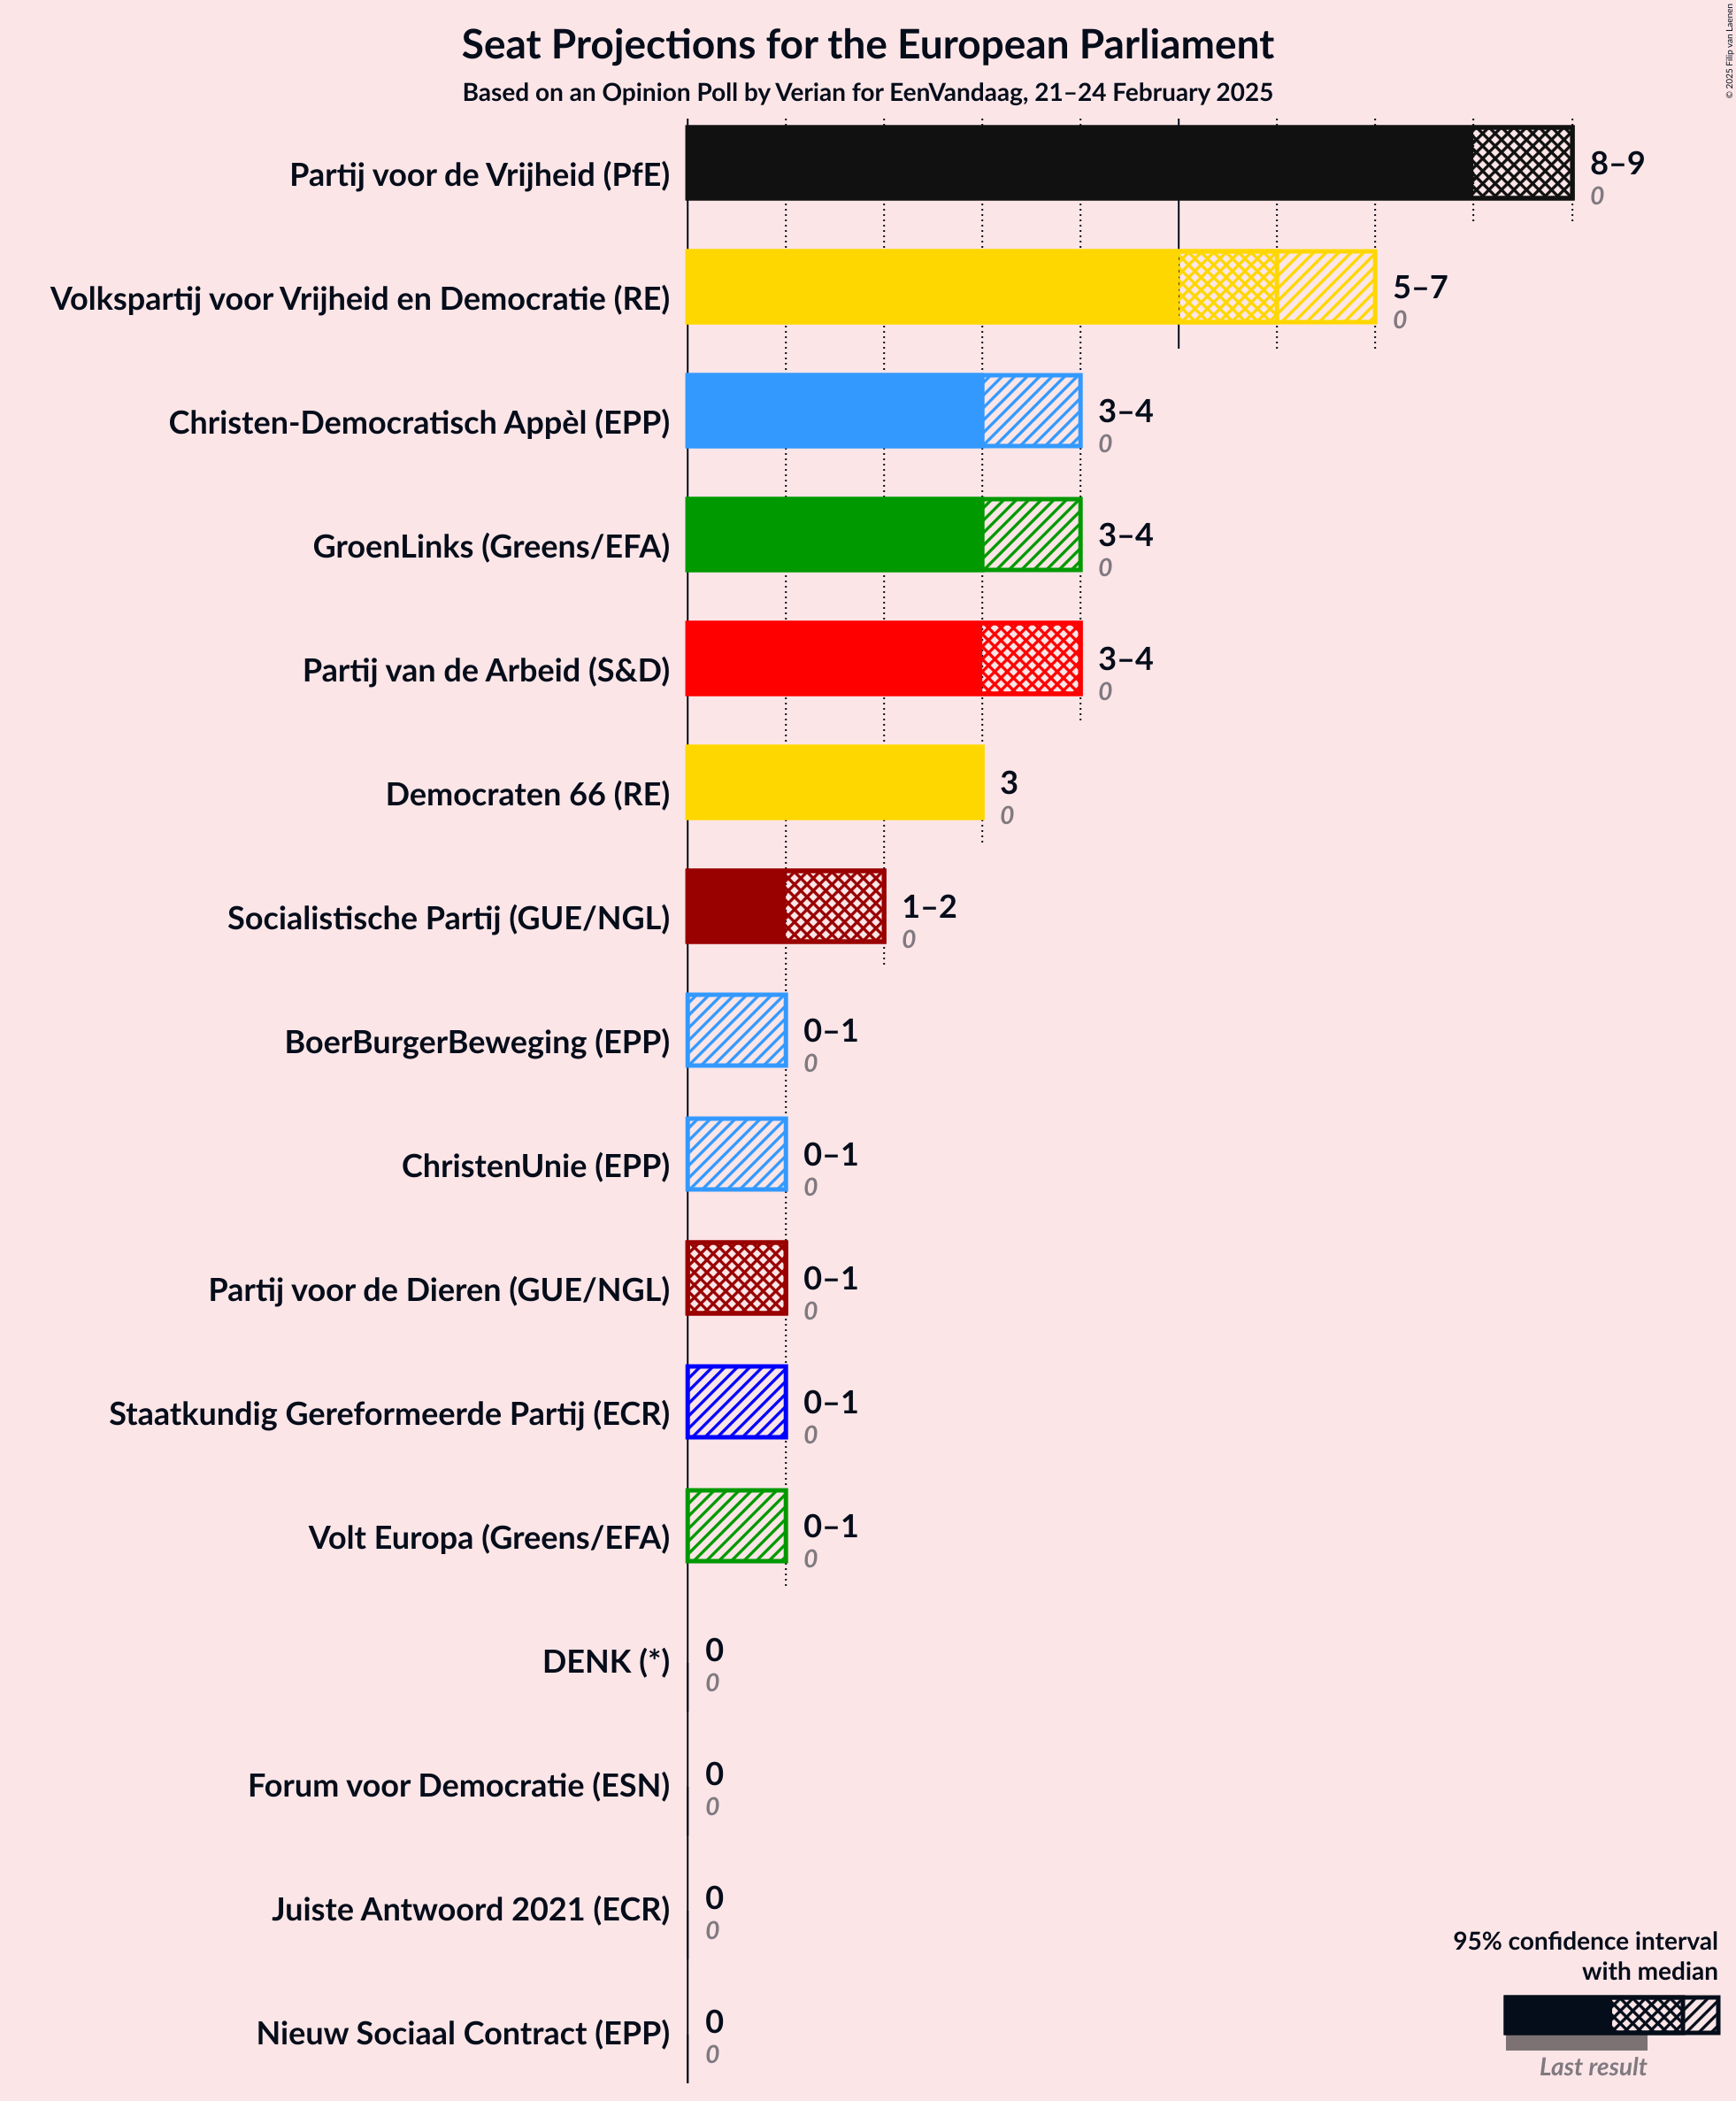 Seat Projections for the European Parliament
Based on an Opinion Poll by Verian for EenVandaag, 21–24 February 2025
© 2025 Filip van Laenen
Partij voor de Vrijheid (PfE)
8–9
0
Volkspartij voor Vrijheid en Democratie (RE)
5–7
0
Christen-Democratisch Appèl (EPP)
3–4
0
GroenLinks (Greens/EFA)
3–4
0
Partij van de Arbeid (S&D)
3–4
0
Democraten 66 (RE)
3
0
Socialistische Partij (GUE/NGL)
1–2
0
BoerBurgerBeweging (EPP)
0–1
0
ChristenUnie (EPP)
0–1
0
Partij voor de Dieren (GUE/NGL)
0–1
0
Staatkundig Gereformeerde Partij (ECR)
0–1
0
Volt Europa (Greens/EFA)
0–1
0
DENK (*)
0
0
Forum voor Democratie (ESN)
0
0
Juiste Antwoord 2021 (ECR)
0
0
Nieuw Sociaal Contract (EPP)
0
0
95% confidence interval
with median
Last result